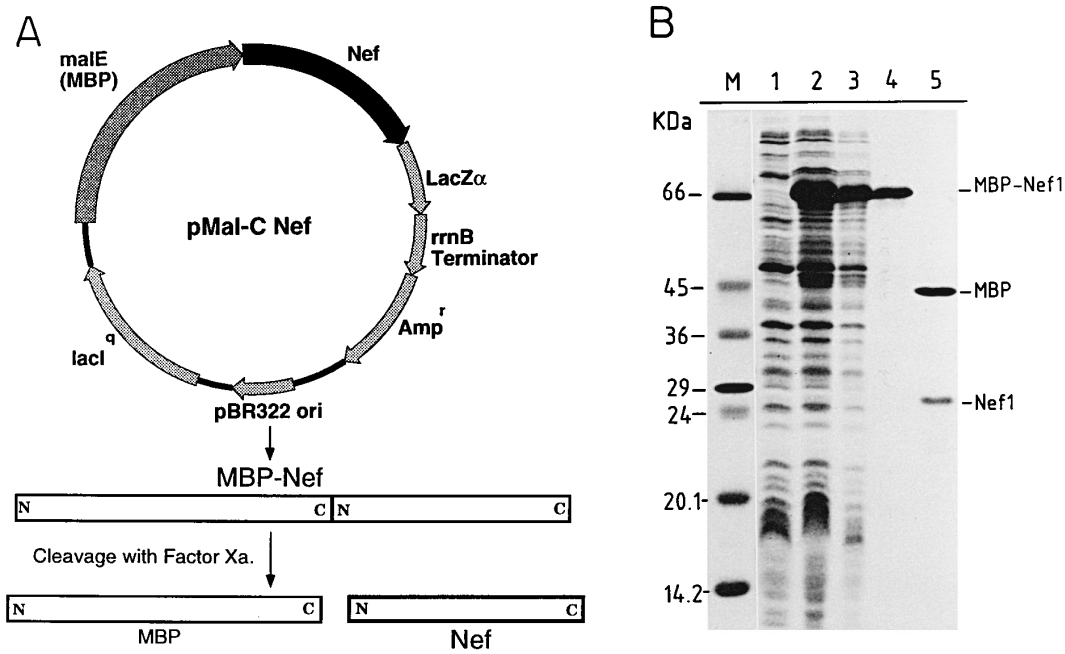 A
malE
(MBP)
Nef
LacZα
pMal-C Nef
rrnB
Terminator
Amp r
lacI q
pBR322 ori
MBP-Nef
N C N C
Cleavage with Factor Xa.
N C N C
MBP Nef
B
M 1 2 3 4 5
KDa
66 – MBP-Nef1
45 – MBP
36 –
29 –
24 – Nef1
20.1-
14.2-